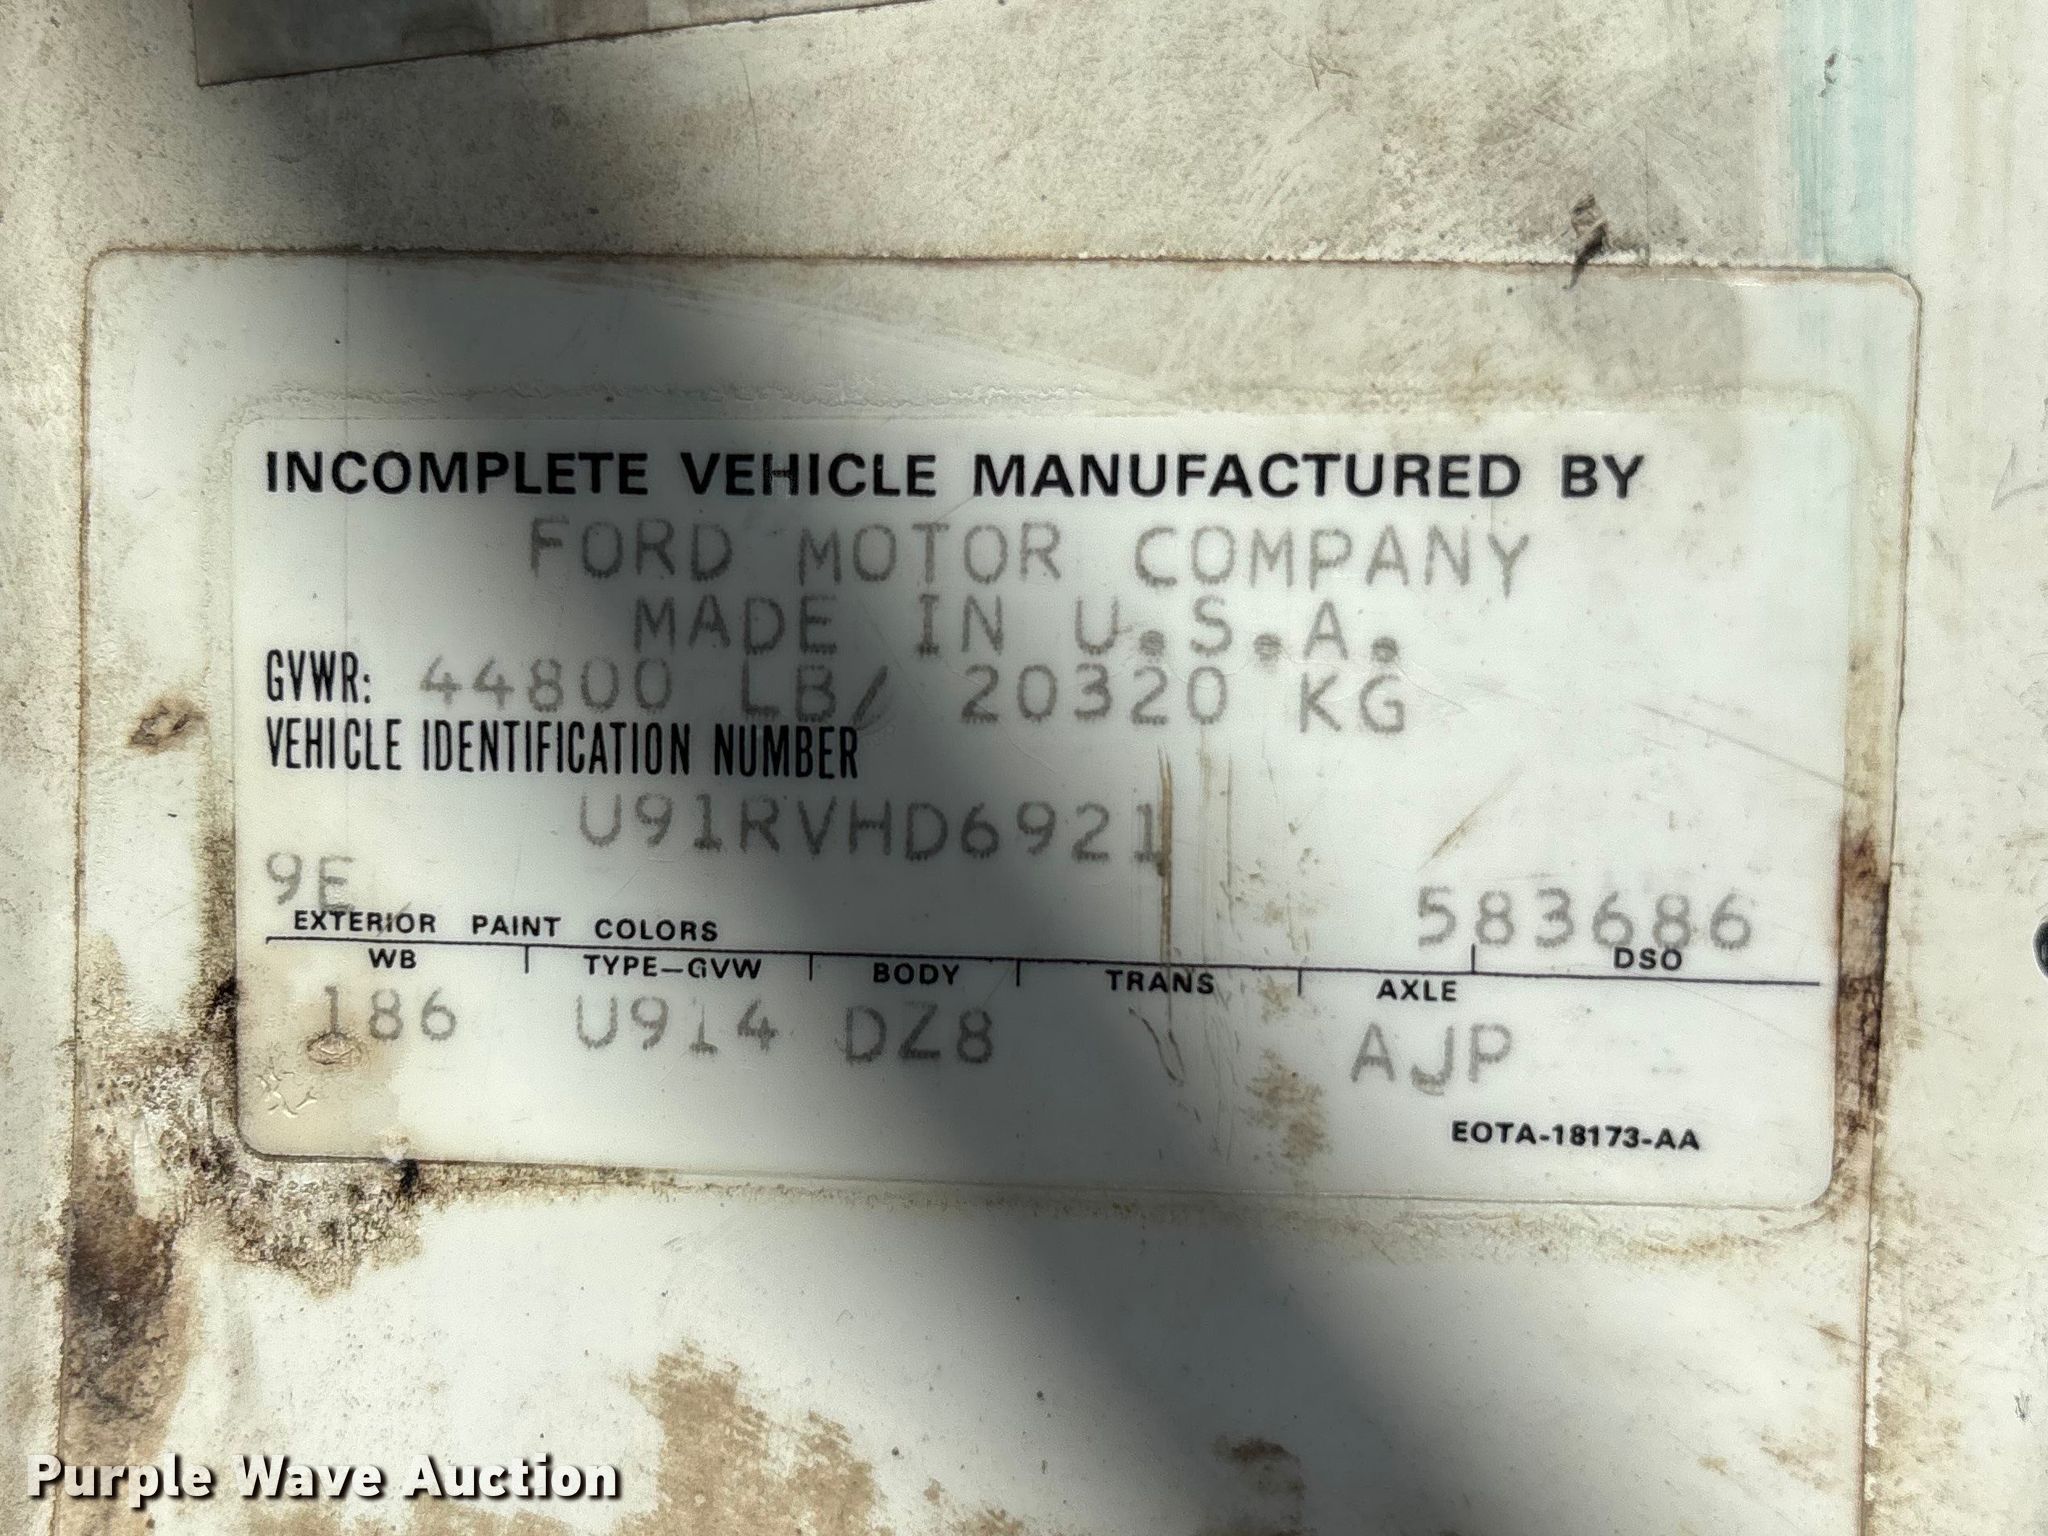 INCOMPLETE VEHICLE MANUFACTURED BY
FORD MOTOR COMPANY
MADE IN U.S.A.
GVWR: 44800 LB/ 20320 KG
VEHICLE IDENTIFICATION NUMBER
U91RVHD6921
9E 583686
EXTERIOR PAINT COLORS DSO
WB TYPE-GVW BODY TRANS AXLE
186 U914 DZ8 AJP
EOTA-18173-AA
Purple Wave Auction